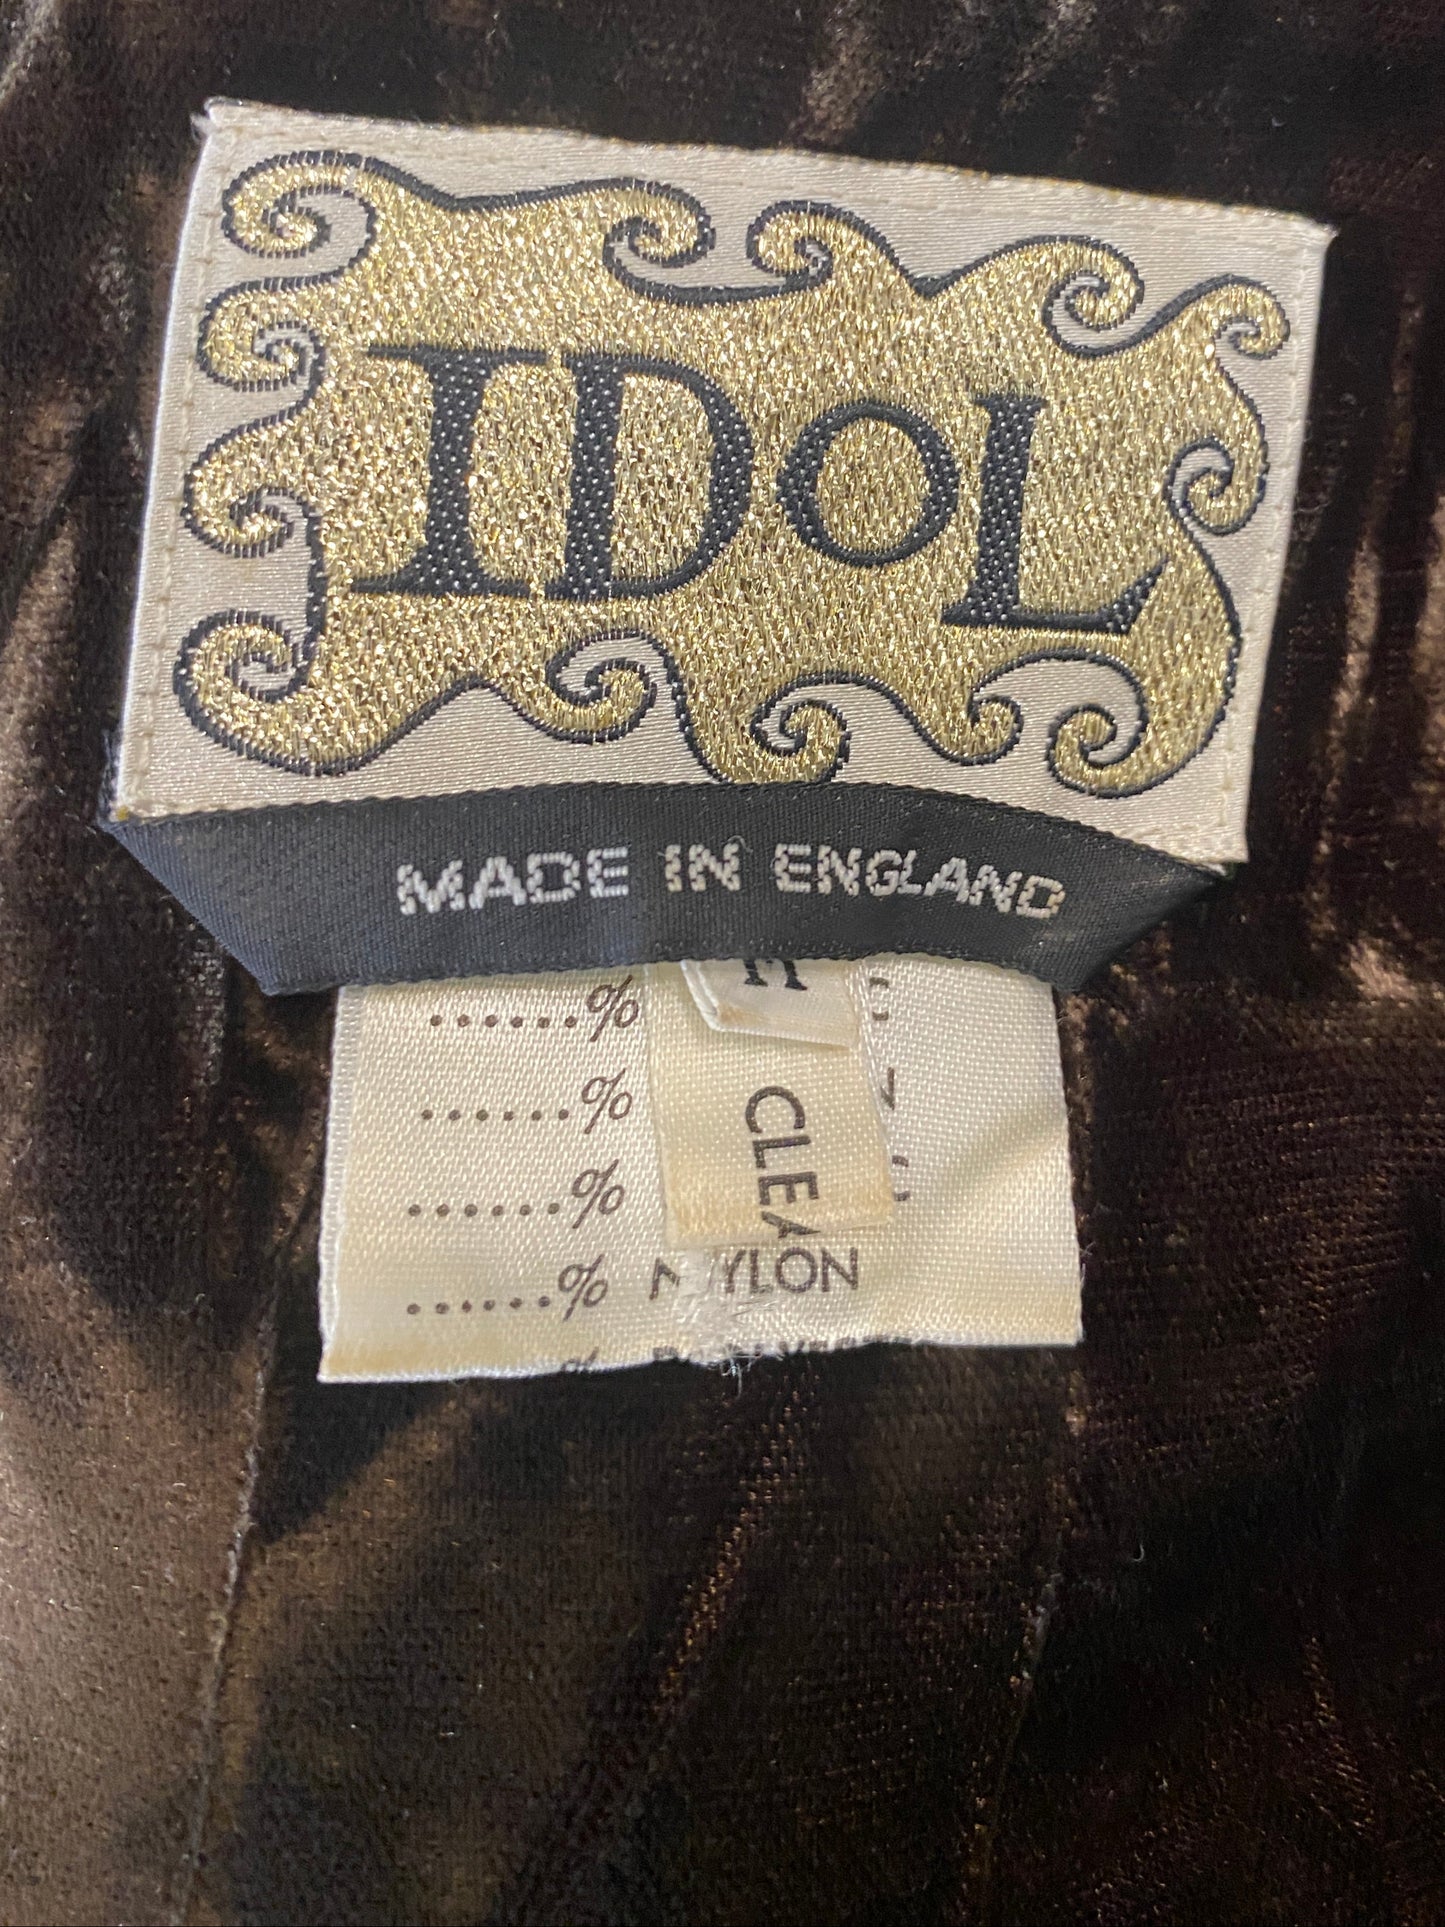 IDoL
MADE IN ENGLAND
......%
......%
......%
......% NYLON
%
CLEA